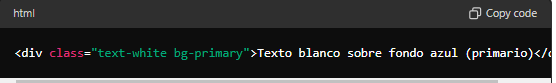 html
Copy code
<div class="text-white bg-primary">Texto blanco sobre fondo azul (primario)</